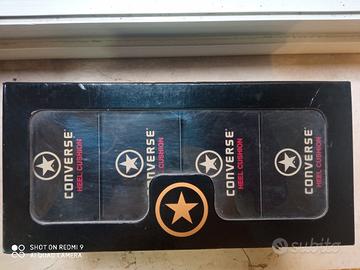 CONVERSE
HEEL CUSHION
CONVERSE
HEEL CUSHION
CONVERSE
HEEL CUSHION
CONVERSE
HEEL CUSHION
SHOT ON REDMI 9
AI QUAD CAMERA
subito